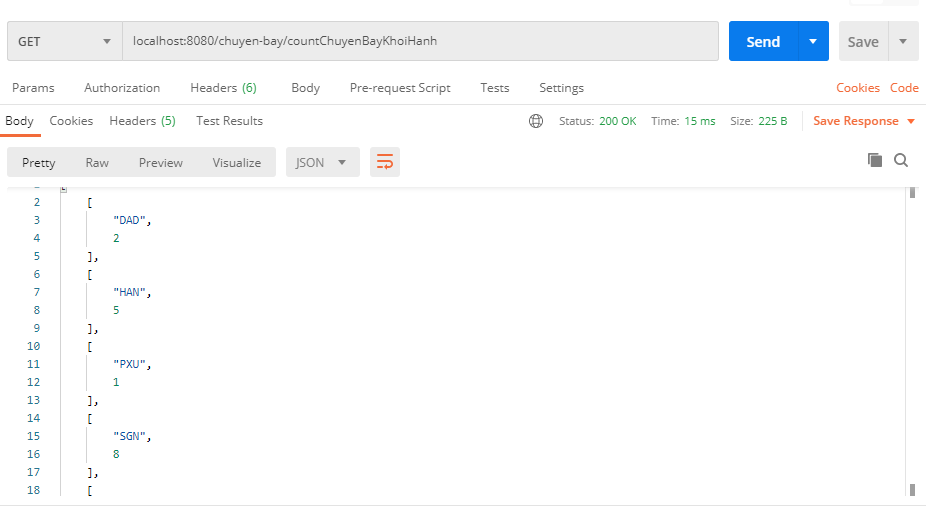 GET localhost:8080/chuyen-bay/countChuyenBayKhoiHanh Send Save
Params Authorization Headers (6) Body Pre-request Script Tests Settings Cookies Code
Body Cookies Headers (5) Test Results Status: 200 OK Time: 15 ms Size: 225 B Save Response
Pretty Raw Preview Visualize JSON
2 [
3 "DAD",
4 2
5 ],
6 [
7 "HAN",
8 5
9 ],
10 [
11 "PXU",
12 1
13 ],
14 [
15 "SGN",
16 8
17 ],
18 [